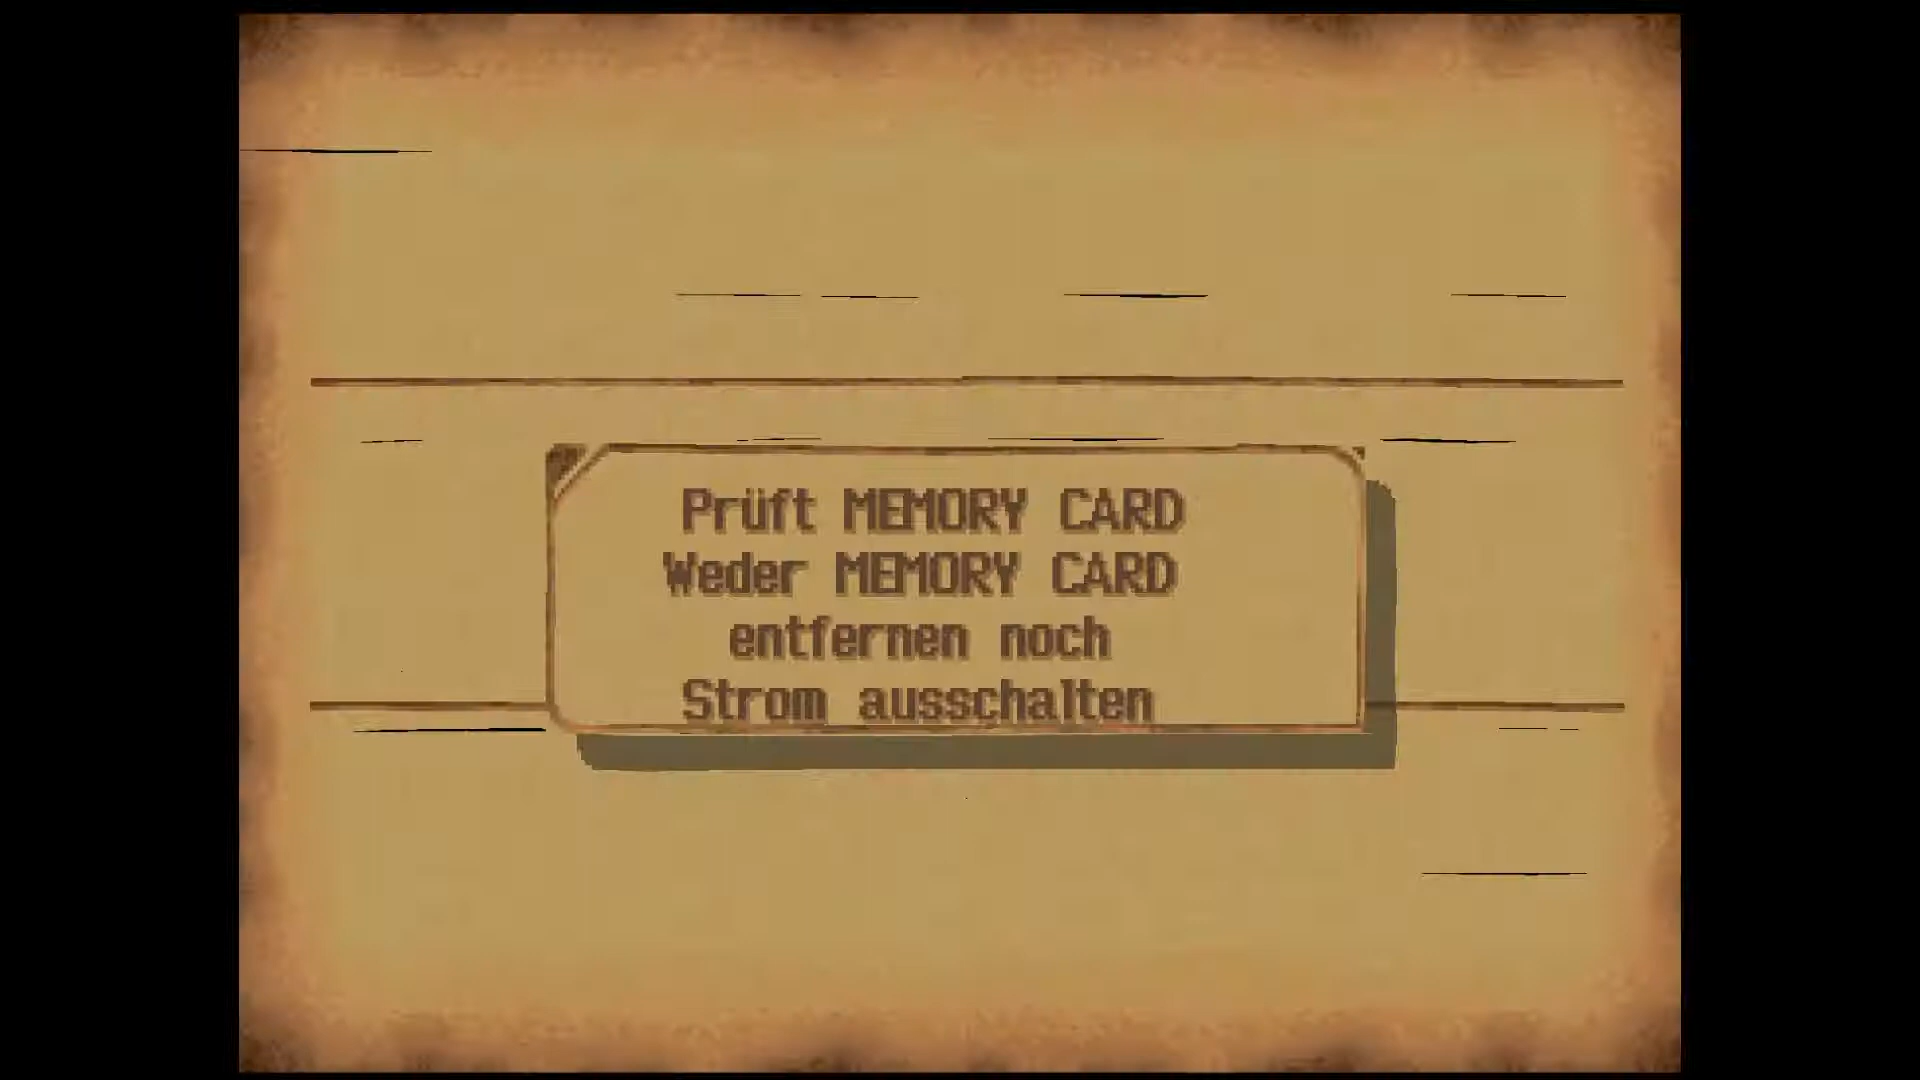 Prüft MEMORY CARD
Weder MEMORY CARD
entfernen noch
Strom ausschalten